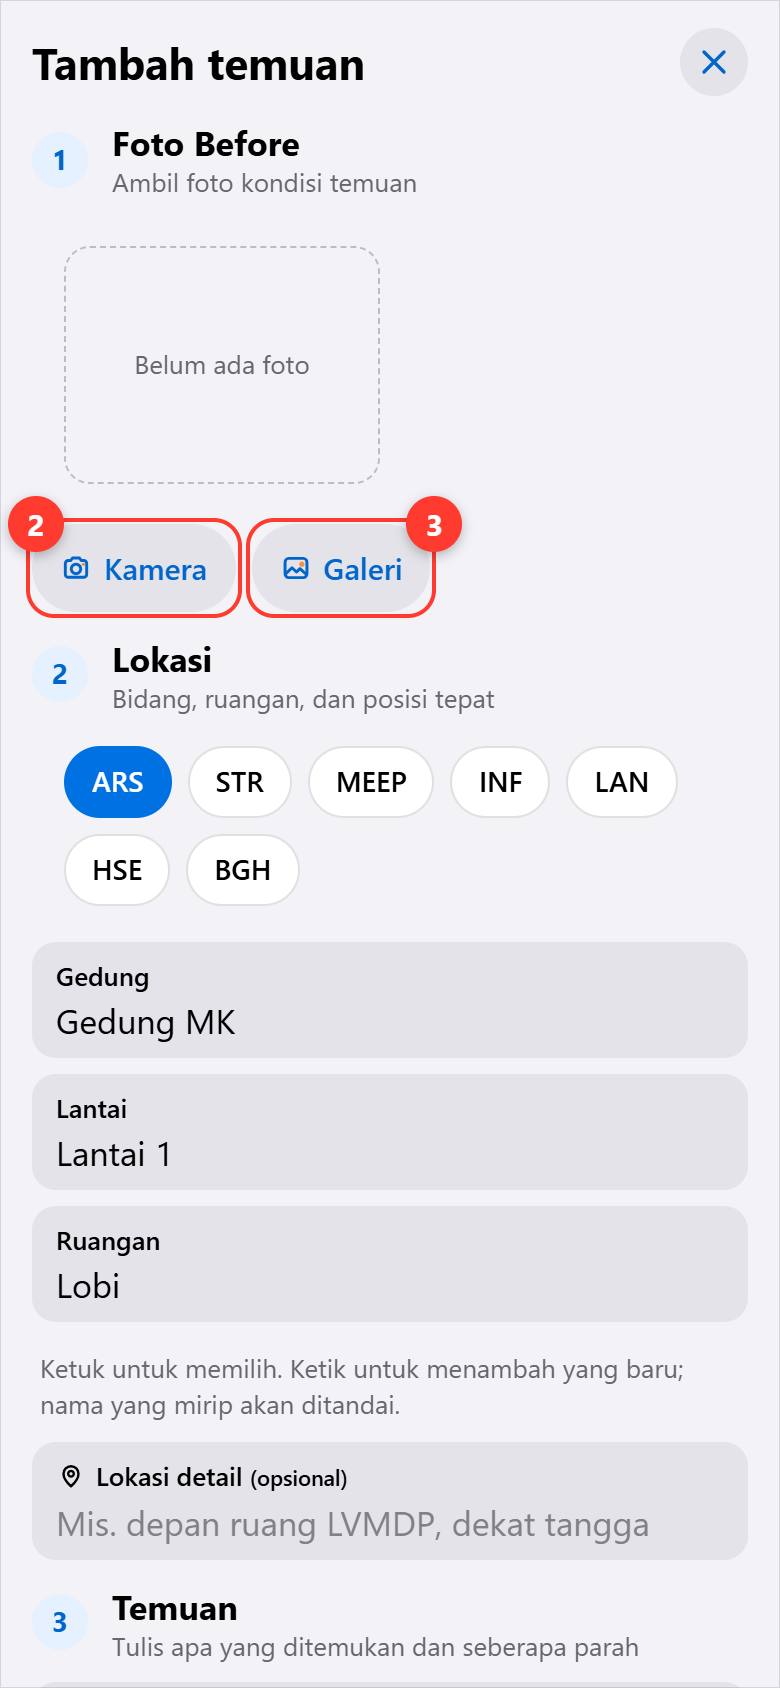 Tambah temuan
1
Foto Before
Ambil foto kondisi temuan
Belum ada foto
2
3
Kamera
Galeri
2
Lokasi
Bidang, ruangan, dan posisi tepat
ARS STR MEEP INF LAN
HSE BGH
Gedung
Gedung MK
Lantai
Lantai 1
Ruangan
Lobi
Ketuk untuk memilih. Ketik untuk menambah yang baru;
nama yang mirip akan ditandai.
Lokasi detail (opsional)
Mis. depan ruang LVMDP, dekat tangga
3
Temuan
Tulis apa yang ditemukan dan seberapa parah